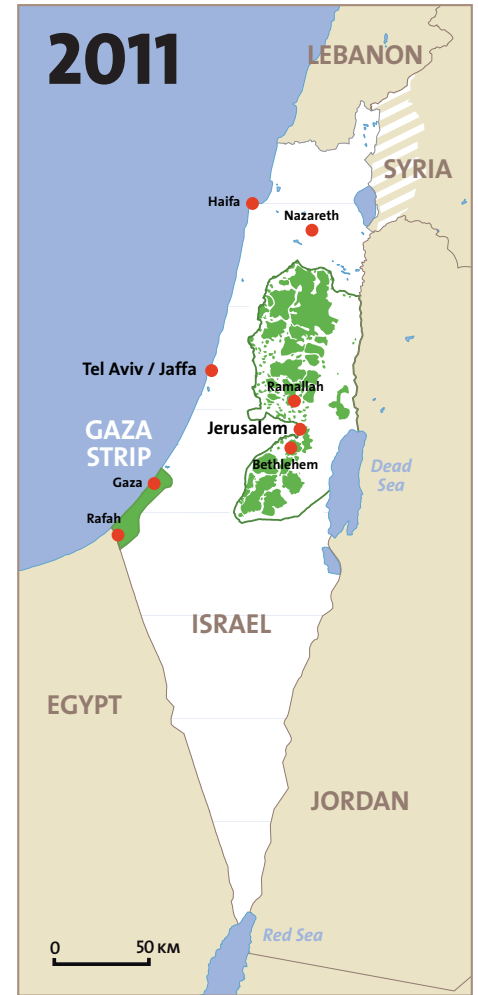 2011
LEBANON
SYRIA
Haifa
Nazareth
Tel Aviv / Jaffa
Ramallah
GAZA
STRIP
Jerusalem
Bethlehem
Dead
Sea
Gaza
Rafah
ISRAEL
EGYPT
JORDAN
Red Sea
0 50 KM